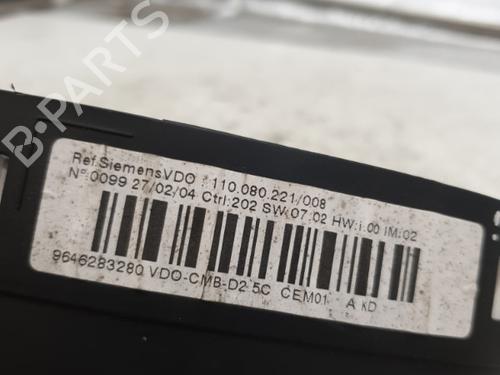 B-PARTS
Ref.SiemensVDO 110.080.221/008
Nº.0099 27/02/04 Ctrl:202 SW:07.02 HW:i.00 IM:02
9646283280 VDO-CMB-D2 5C CEM01 A KD